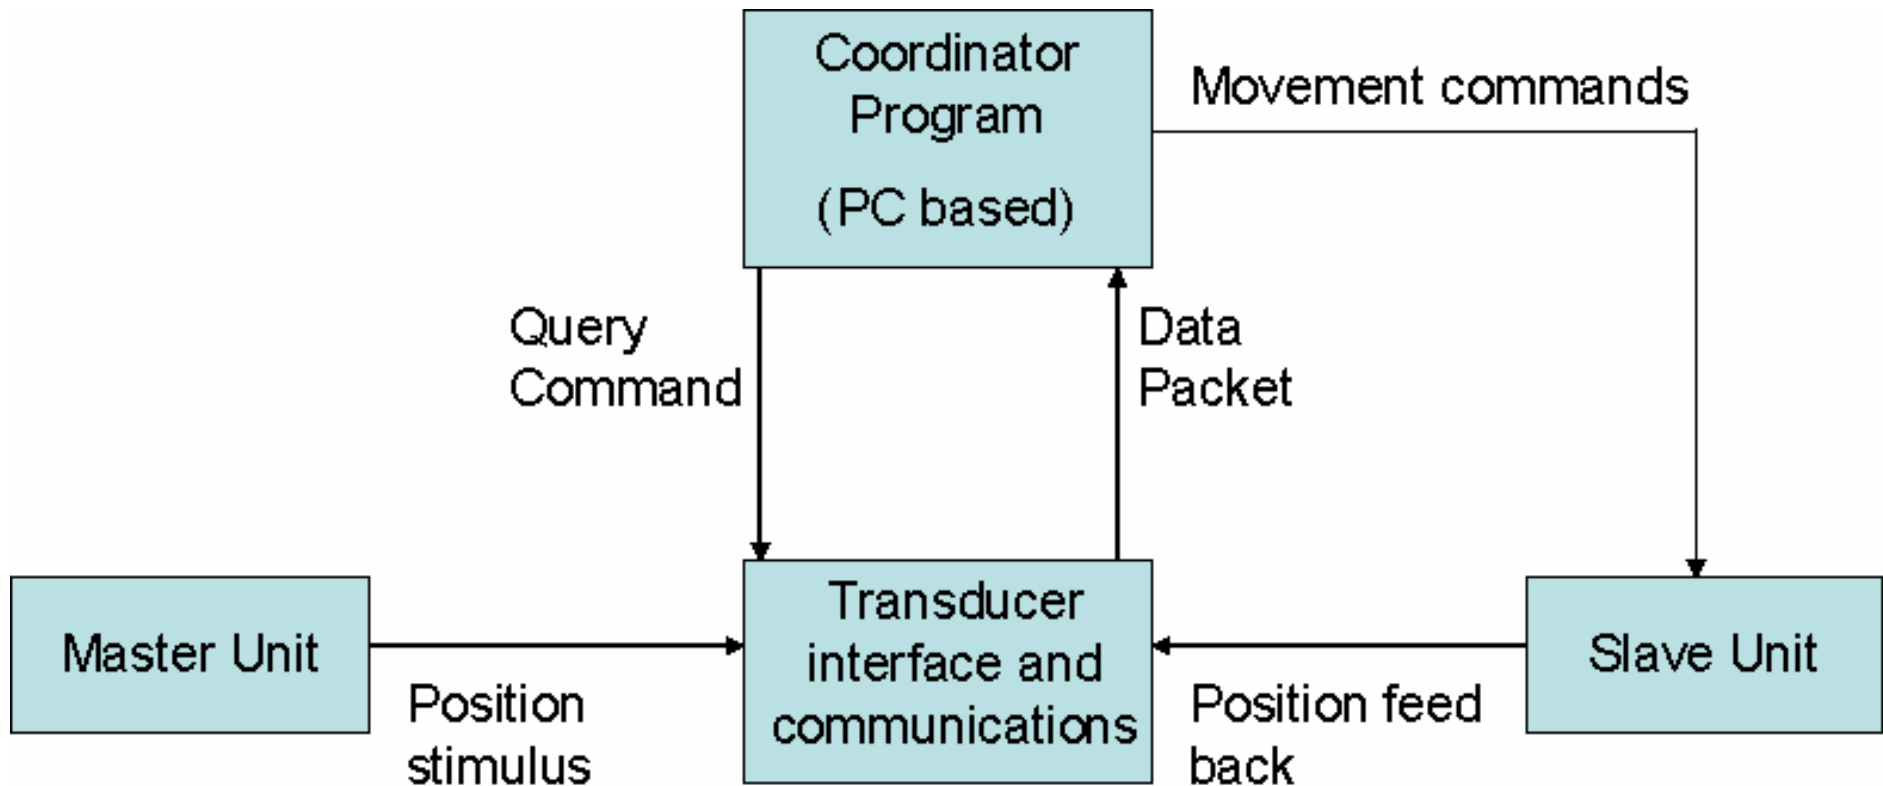 Coordinator
Program
(PC based)
Movement commands
Query
Command
Data
Packet
Master Unit
Position
stimulus
Transducer
interface and
communications
Position feed
back
Slave Unit